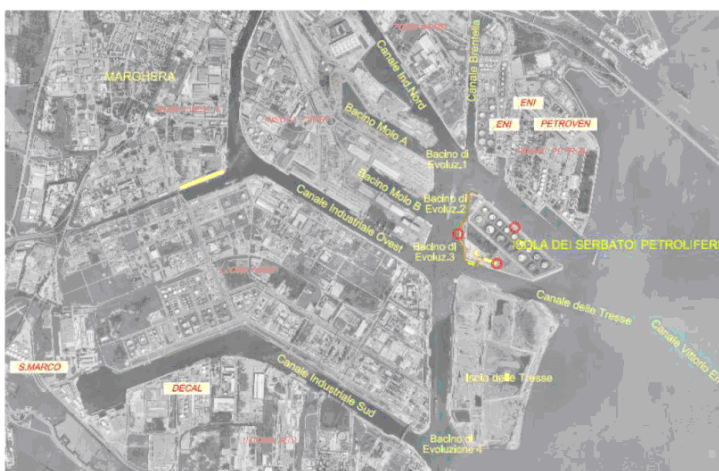 MARGHERA
Canale Ind.Nord
Canale Brentella
ENI
ENI
PETROVEN
Bacino Molo A
Bacino di
Evoluz.1
Bacino Molo B
Bacino di
Evoluz.2
Canale Industriale Ovest
Bacino di
Evoluz.3
ISOLA DEI SERBATOI PETROLIFERI
Canale delle Tresse
Canale Vittorio E
S.MARCO
DECAL
Canale Industriale Sud
Isola delle Tresse
Bacino di
Evoluzione 4